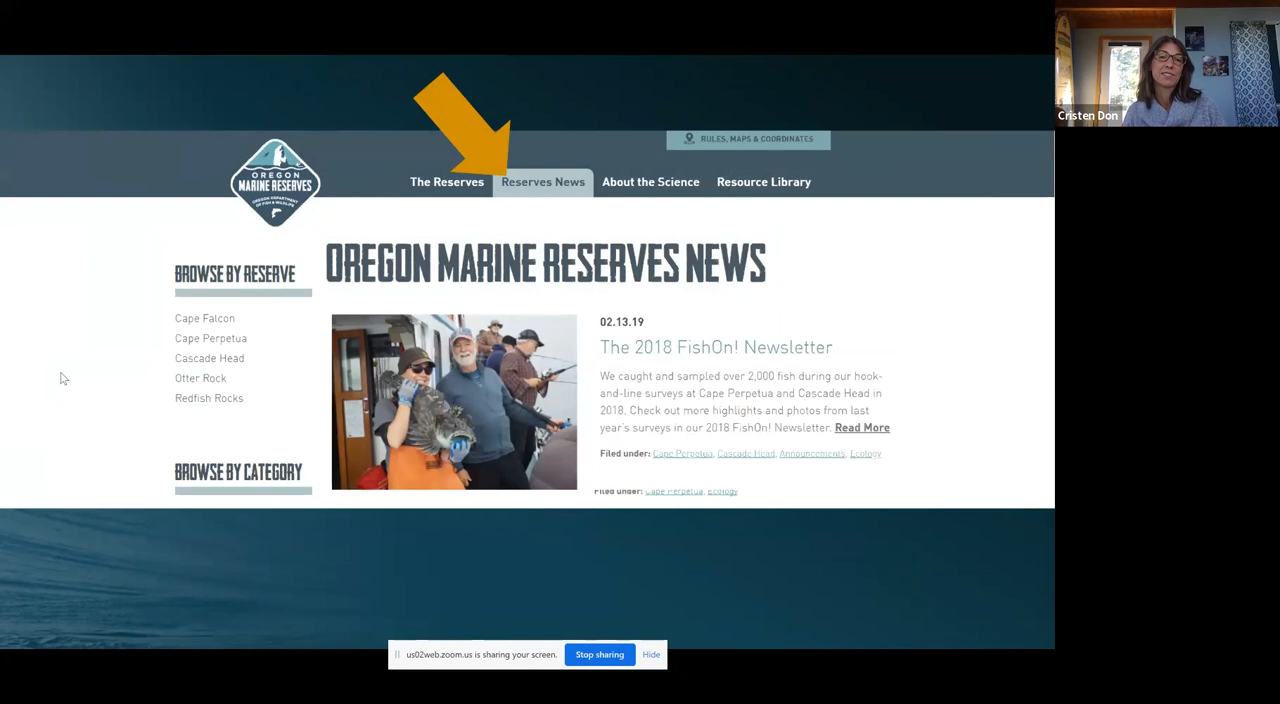 Cristen Don
RULES, MAPS & COORDINATES
OREGON
MARINE RESERVES
OREGON DEPARTMENT
OF FISH & WILDLIFE
The Reserves
Reserves News
About the Science
Resource Library
OREGON MARINE RESERVES NEWS
BROWSE BY RESERVE
Cape Falcon
Cape Perpetua
Cascade Head
Otter Rock
Redfish Rocks
BROWSE BY CATEGORY
02.13.19
The 2018 FishOn! Newsletter
We caught and sampled over 2,000 fish during our hook-
and-line surveys at Cape Perpetua and Cascade Head in
2018. Check out more highlights and photos from last
year's surveys in our 2018 FishOn! Newsletter. Read More
Filed under: Cape Perpetua, Cascade Head, Announcements, Ecology
Filed under: Cape Perpetua, Ecology
us02web.zoom.us is sharing your screen.
Stop sharing
Hide